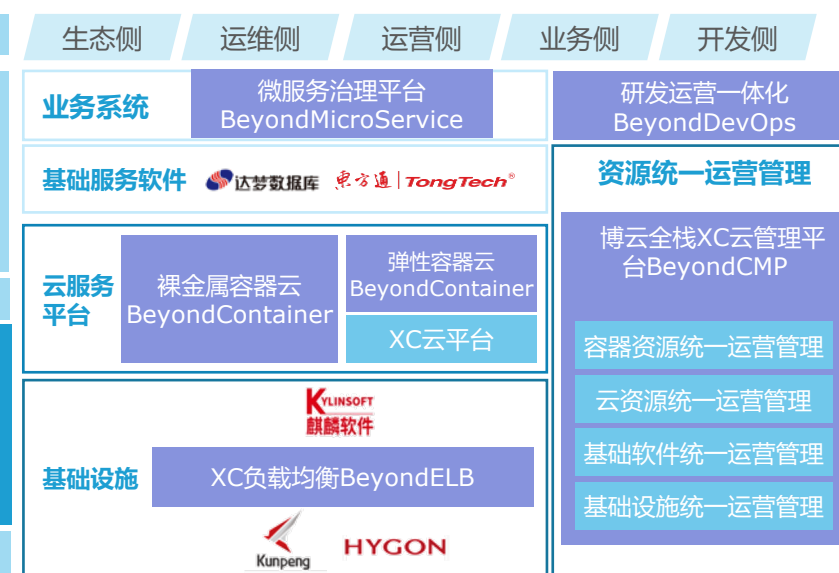 生态侧
运维侧
运营侧
业务侧
开发侧
业务系统
微服务治理平台
BeyondMicroService
研发运营一体化
BeyondDevOps
基础服务软件
达梦数据库
东方通|TongTech®
资源统一运营管理
博云全栈XC云管理平
台BeyondCMP
云服务
平台
裸金属容器云
BeyondContainer
弹性容器云
BeyondContainer
XC云平台
容器资源统一运营管理
云资源统一运营管理
基础软件统一运营管理
基础设施统一运营管理
KYLINSOFT
麒麟软件
基础设施
XC负载均衡BeyondELB
Kunpeng
HYGON